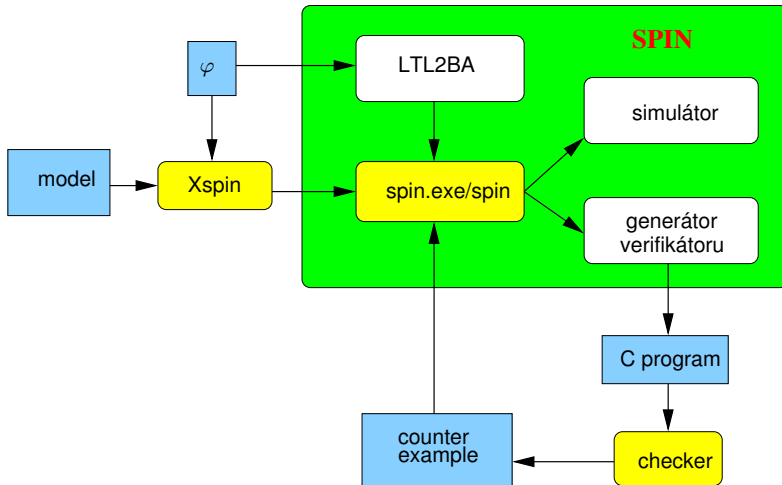 SPIN
φ
LTL2BA
simulátor
model
Xspin
spin.exe/spin
generátor
verifikátoru
C program
counter
example
checker